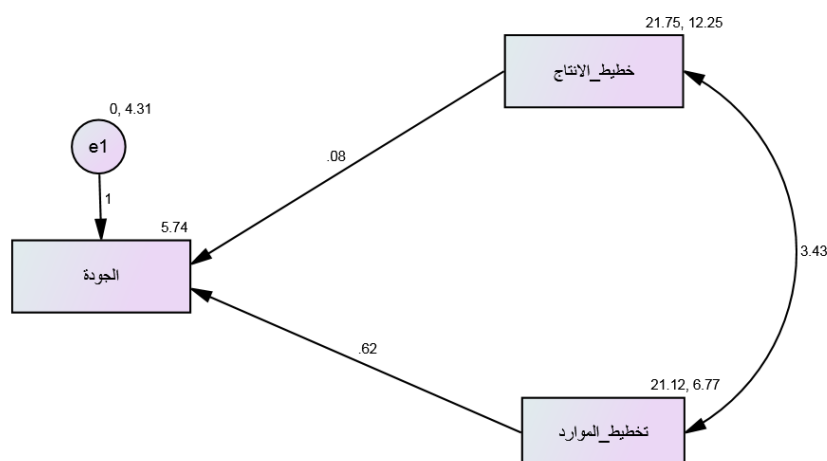 21.75, 12.25
خطيط_الانتاج
0, 4.31
e1
.08
1
5.74
الجودة
3.43
.62
21.12, 6.77
تخطيط_الموارد